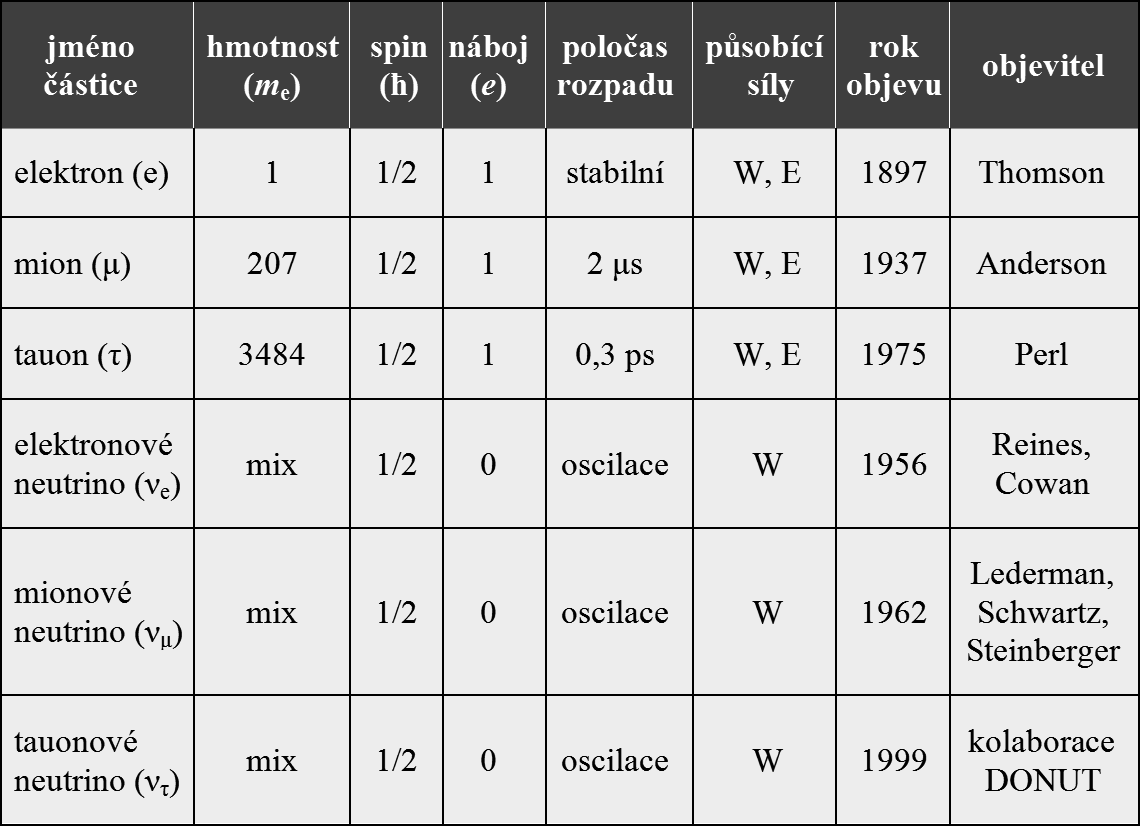 jméno částice | hmotnost (mₑ) | spin (ħ) | náboj (e) | poločas rozpadu | působící síly | rok objevu | objevitel
elektron (e) | 1 | 1/2 | 1 | stabilní | W, E | 1897 | Thomson
mion (μ) | 207 | 1/2 | 1 | 2 μs | W, E | 1937 | Anderson
tauon (τ) | 3484 | 1/2 | 1 | 0,3 ps | W, E | 1975 | Perl
elektronové neutrino (νₑ) | mix | 1/2 | 0 | oscilace | W | 1956 | Reines, Cowan
mionové neutrino (ν_μ) | mix | 1/2 | 0 | oscilace | W | 1962 | Lederman, Schwartz, Steinberger
tauonové neutrino (ν_τ) | mix | 1/2 | 0 | oscilace | W | 1999 | kolaborace DONUT